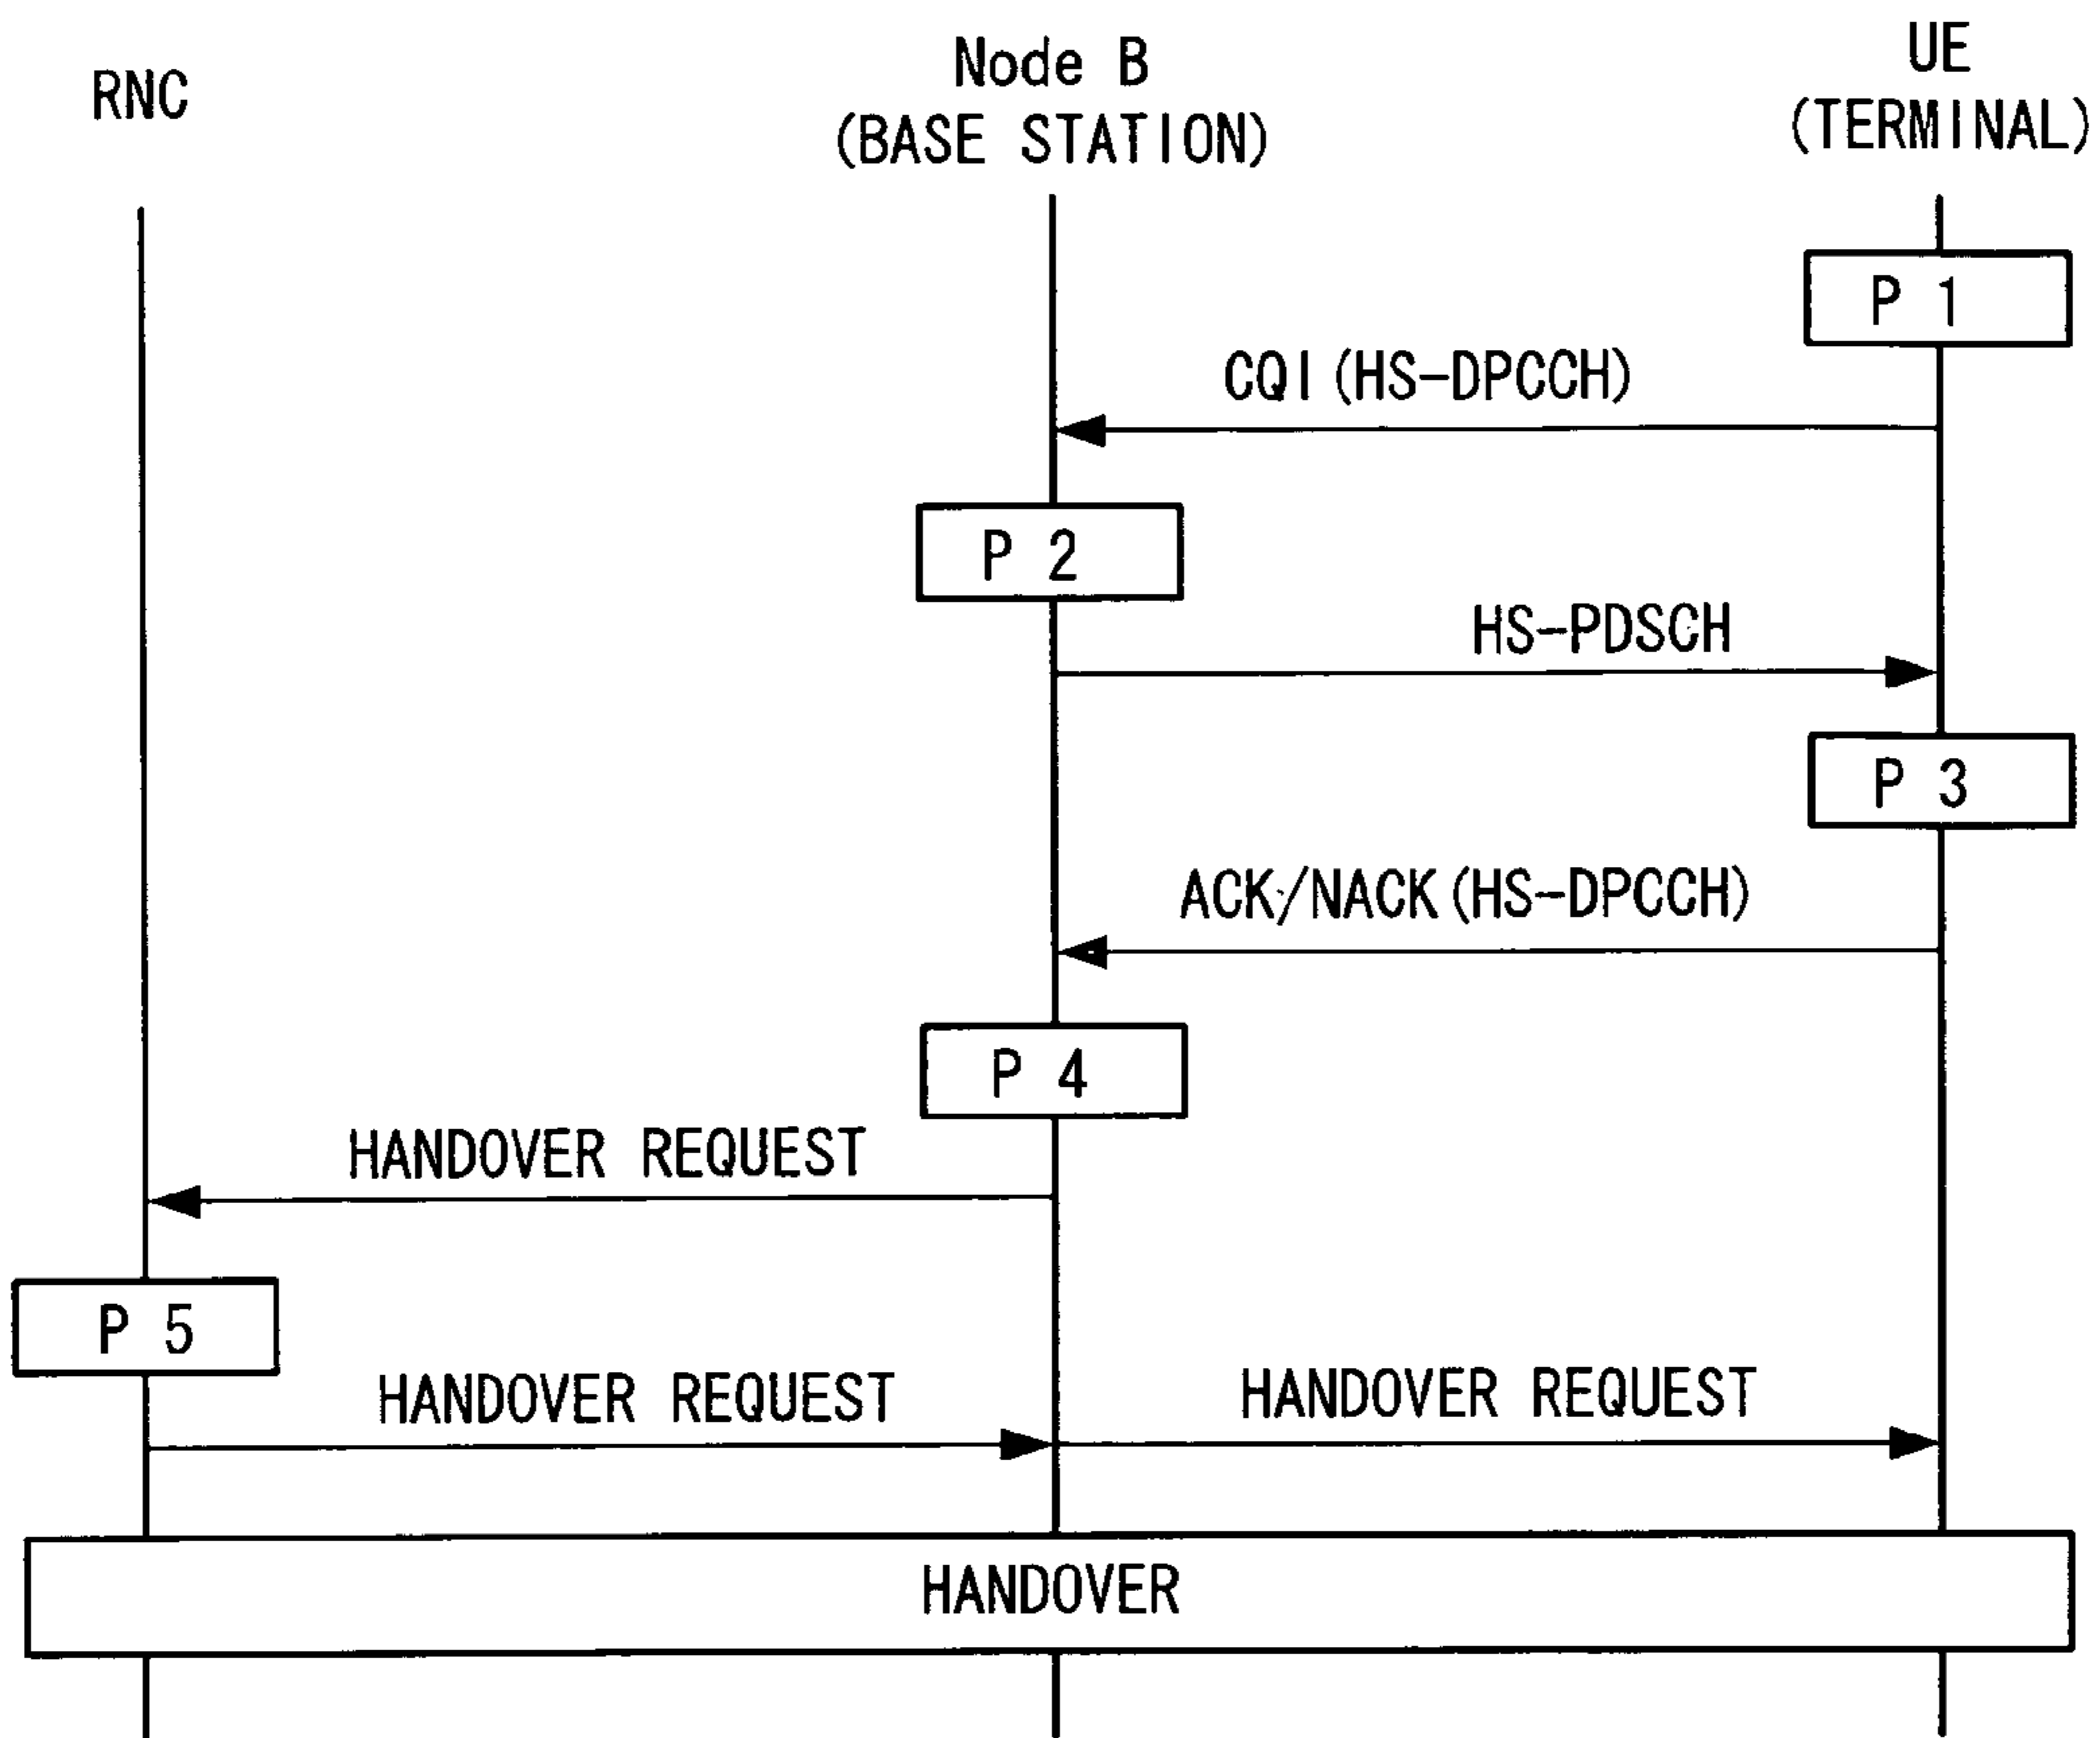 RNC
Node B
(BASE STATION)
UE
(TERMINAL)
P 1
CQI(HS-DPCCH)
P 2
HS-PDSCH
P 3
ACK/NACK(HS-DPCCH)
P 4
HANDOVER REQUEST
P 5
HANDOVER REQUEST
HANDOVER REQUEST
HANDOVER